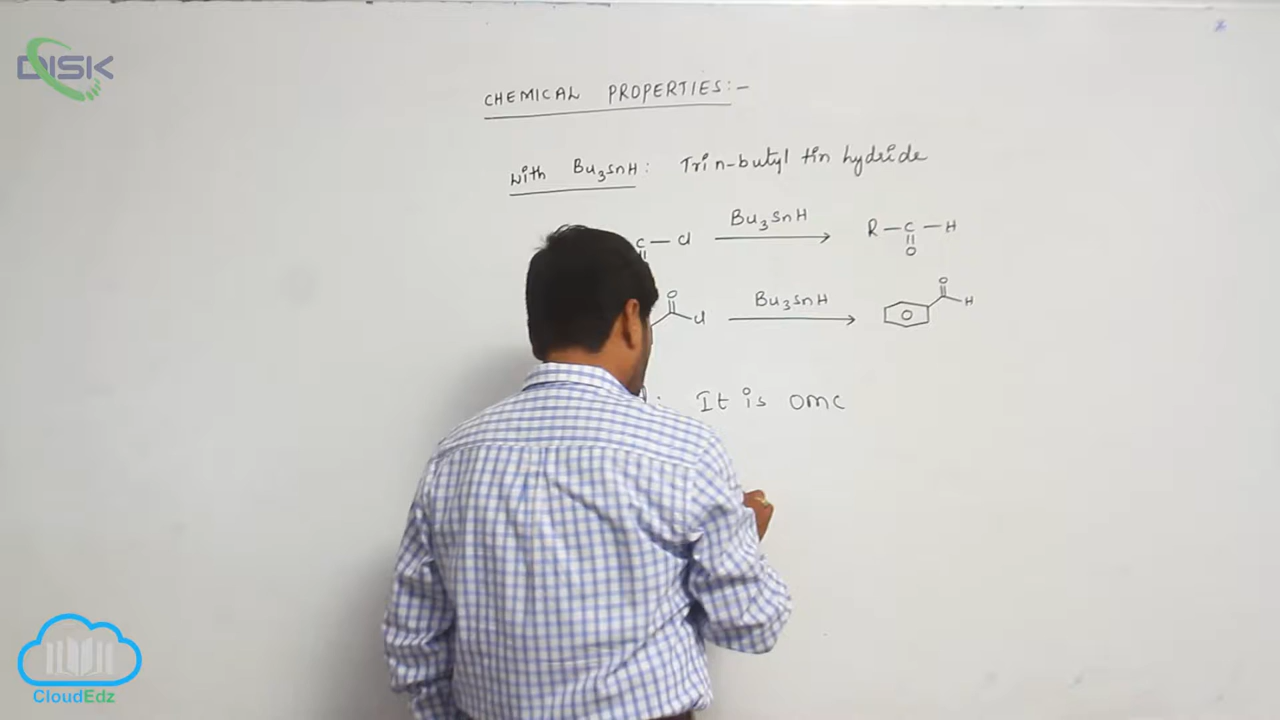 DISK
CHEMICAL PROPERTIES:-
With Bu3SnH: Tri n-butyl tin hydride
C — Cl Bu3SnH R — C — H
O
O Cl Bu3SnH O H
O
: It is OMC
CloudEdz